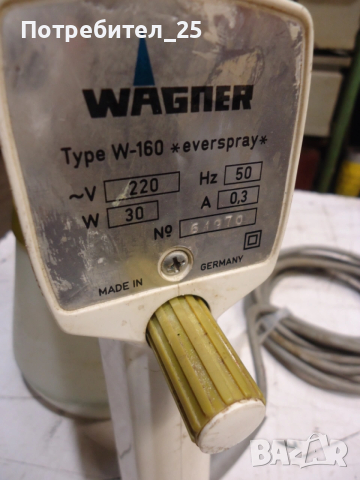 Потребител_25
WAGNER
Type W-160 *everspray*
~V 220 Hz 50
W 30 A 0,3
Nº
MADE IN GERMANY
BAZAR